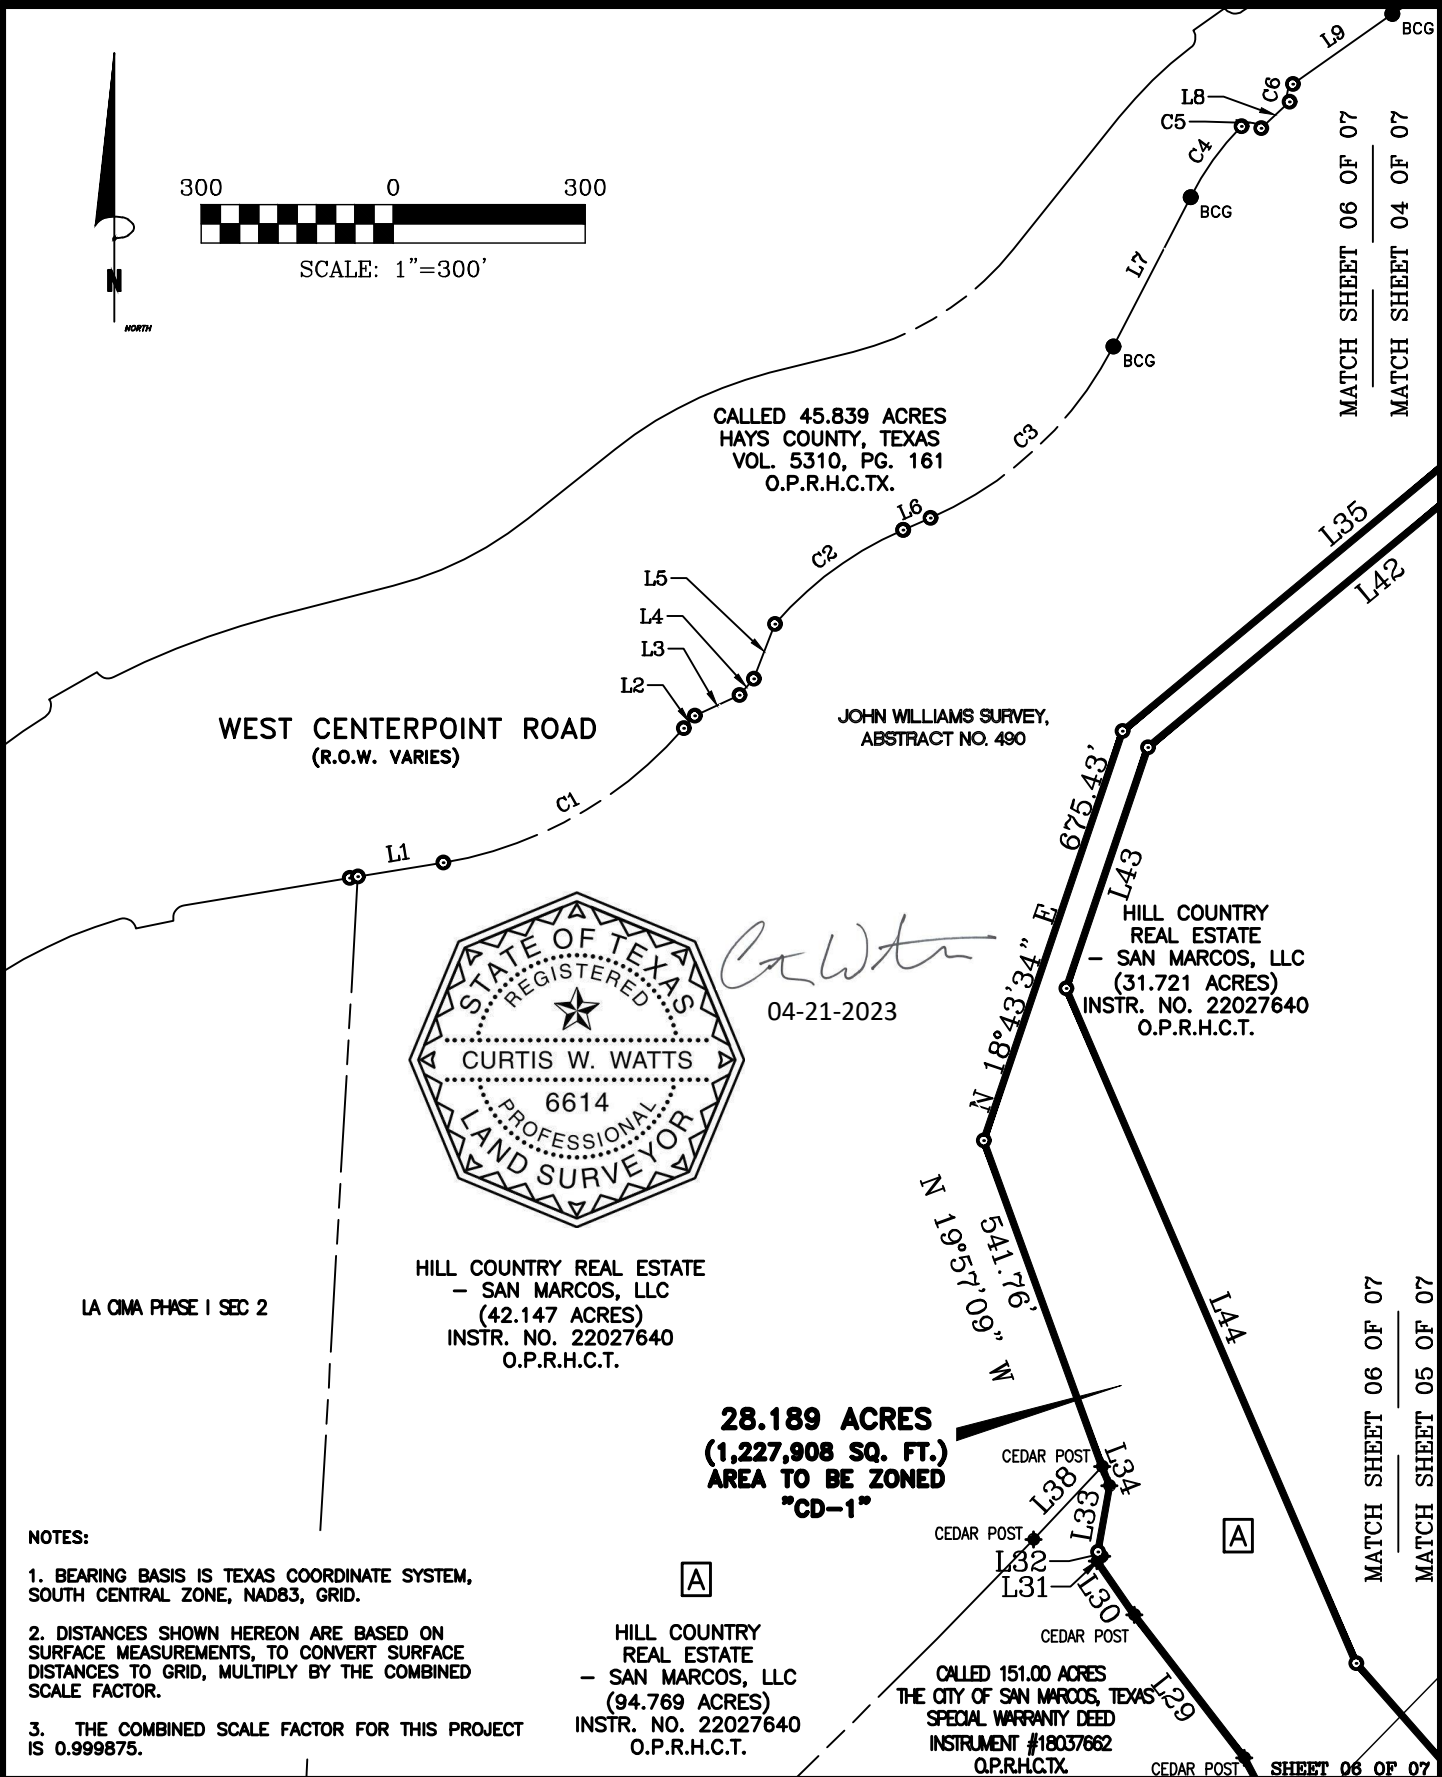 L9
BCG
C6
L8
C5
C4
BCG
MATCH SHEET 06 OF 07
MATCH SHEET 04 OF 07
300 0 300
SCALE: 1"=300'
N
NORTH
L7
BCG
CALLED 45.839 ACRES
HAYS COUNTY, TEXAS
VOL. 5310, PG. 161
O.P.R.H.C.TX.
C3
L6
C2
L35
L42
L5
L4
L3
L2
WEST CENTERPOINT ROAD
(R.O.W. VARIES)
JOHN WILLIAMS SURVEY,
ABSTRACT NO. 490
C1
L1
N 18°43'34" E 675.43'
L43
HILL COUNTRY
REAL ESTATE
– SAN MARCOS, LLC
(31.721 ACRES)
INSTR. NO. 22027640
O.P.R.H.C.T.
STATE OF TEXAS
REGISTERED
CURTIS W. WATTS
6614
PROFESSIONAL
LAND SURVEYOR
04-21-2023
N 19°57'09" W
541.76'
L44
LA CIMA PHASE I SEC 2
HILL COUNTRY REAL ESTATE
– SAN MARCOS, LLC
(42.147 ACRES)
INSTR. NO. 22027640
O.P.R.H.C.T.
MATCH SHEET 06 OF 07
MATCH SHEET 05 OF 07
28.189 ACRES
(1,227,908 SQ. FT.)
AREA TO BE ZONED
"CD-1"
CEDAR POST
L34
L38
L33
CEDAR POST
L32
L31
L30
CEDAR POST
A
A
NOTES:
1. BEARING BASIS IS TEXAS COORDINATE SYSTEM,
SOUTH CENTRAL ZONE, NAD83, GRID.
2. DISTANCES SHOWN HEREON ARE BASED ON
SURFACE MEASUREMENTS, TO CONVERT SURFACE
DISTANCES TO GRID, MULTIPLY BY THE COMBINED
SCALE FACTOR.
3. THE COMBINED SCALE FACTOR FOR THIS PROJECT
IS 0.999875.
HILL COUNTRY
REAL ESTATE
– SAN MARCOS, LLC
(94.769 ACRES)
INSTR. NO. 22027640
O.P.R.H.C.T.
CALLED 151.00 ACRES
THE CITY OF SAN MARCOS, TEXAS
SPECIAL WARRANTY DEED
INSTRUMENT #18037662
O.P.R.H.C.TX.
L29
CEDAR POST
SHEET 06 OF 07